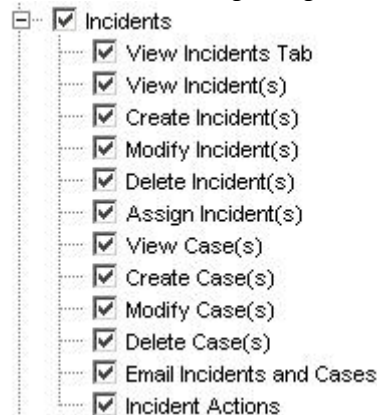 Incidents
View Incidents Tab
View Incident(s)
Create Incident(s)
Modify Incident(s)
Delete Incident(s)
Assign Incident(s)
View Case(s)
Create Case(s)
Modify Case(s)
Delete Case(s)
Email Incidents and Cases
Incident Actions